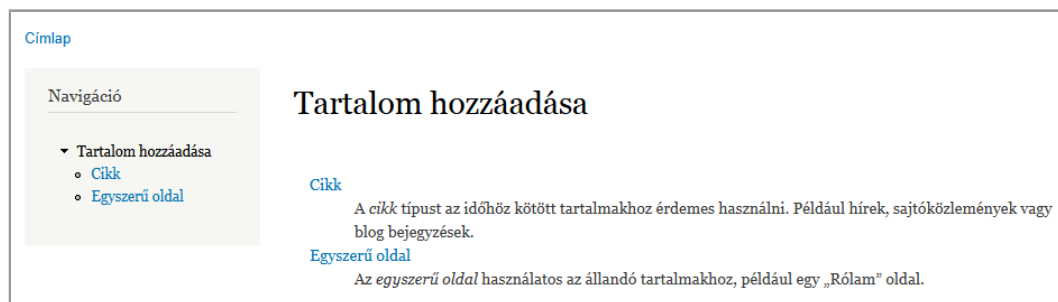 Címlap
Navigáció
Tartalom hozzáadása
Cikk
Egyszerű oldal
Tartalom hozzáadása
Cikk
A cikk típust az időhöz kötött tartalmakhoz érdemes használni. Például hírek, sajtóközlemények vagy
blog bejegyzések.
Egyszerű oldal
Az egyszerű oldal használatos az állandó tartalmakhoz, például egy „Rólam” oldal.